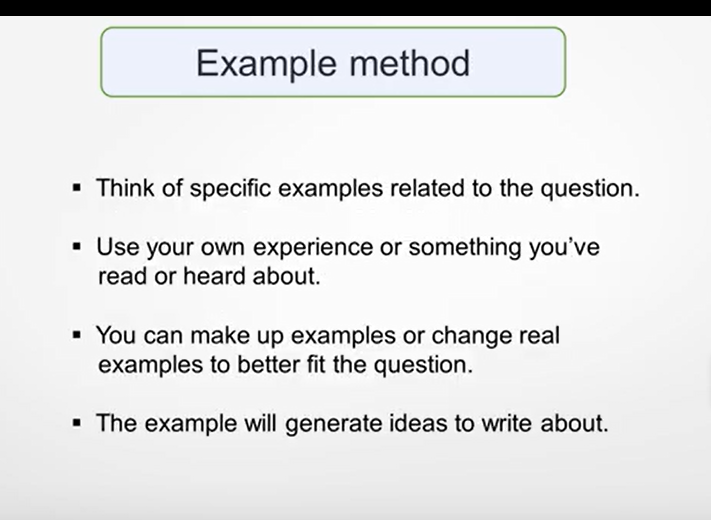 Example method
▪ Think of specific examples related to the question.
▪ Use your own experience or something you've
read or heard about.
▪ You can make up examples or change real
examples to better fit the question.
▪ The example will generate ideas to write about.